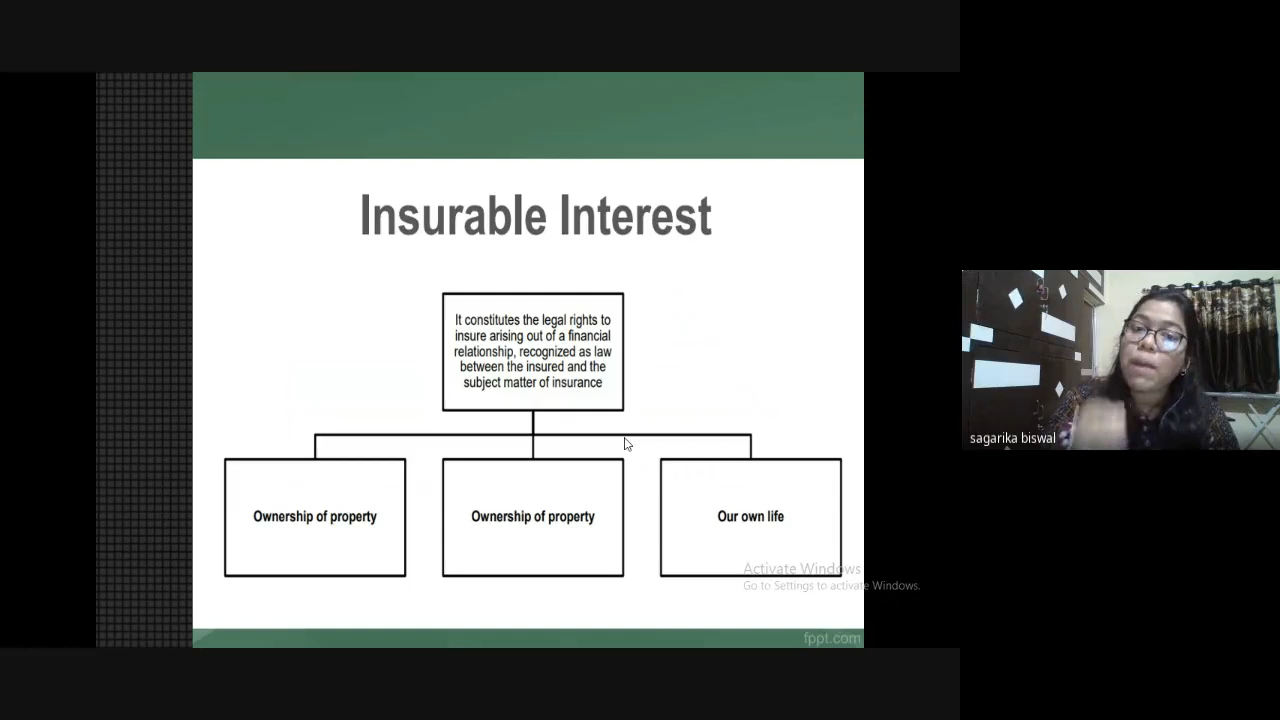 Insurable Interest
It constitutes the legal rights to
insure arising out of a financial
relationship, recognized as law
between the insured and the
subject matter of insurance
Ownership of property
Ownership of property
Our own life
Activate Windows
Go to Settings to activate Windows.
fppt.com
sagarika biswal